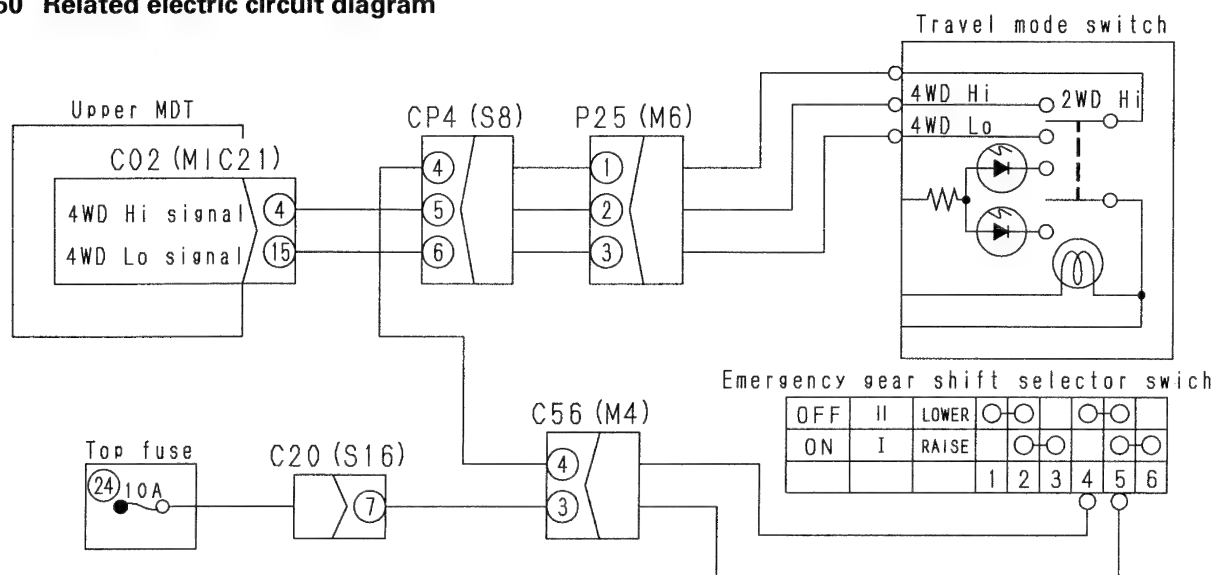 50 Related electric circuit diagram
Travel mode switch
Upper MDT
CP4 (S8)
P25 (M6)
4WD Hi
2WD Hi
4WD Lo
C02 (MIC21)
4
1
4WD Hi signal
4
5
2
4WD Lo signal
15
6
3
Emergency gear shift selector swich
OFF II LOWER
ON I RAISE
1 2 3 4 5 6
C56 (M4)
Top fuse
C20 (S16)
4
24 10A
7
3